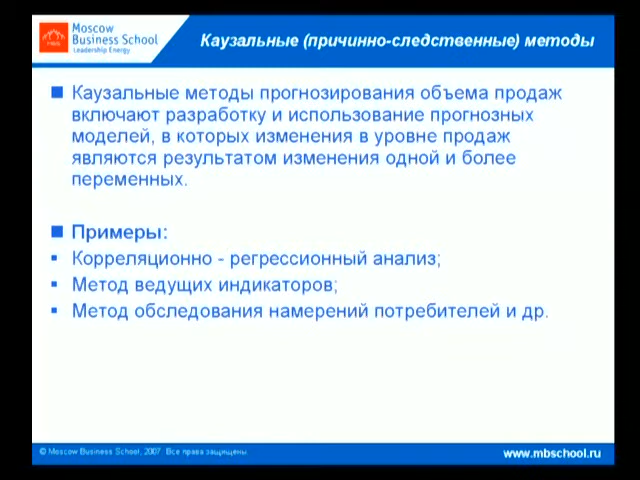 Moscow
Business School
Leadership Energy
Каузальные (причинно-следственные) методы
Каузальные методы прогнозирования объема продаж
включают разработку и использование прогнозных
моделей, в которых изменения в уровне продаж
являются результатом изменения одной и более
переменных.
Примеры:
Корреляционно - регрессионный анализ;
Метод ведущих индикаторов;
Метод обследования намерений потребителей и др.
© Moscow Business School, 2007. Все права защищены.
www.mbschool.ru